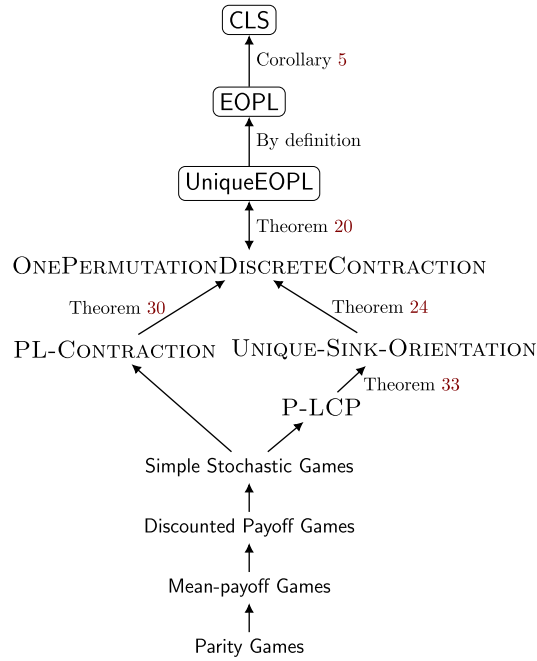 CLS
Corollary 5
EOPL
By definition
UniqueEOPL
Theorem 20
OnePermutationDiscreteContraction
Theorem 30
Theorem 24
PL-Contraction
Unique-Sink-Orientation
Theorem 33
P-LCP
Simple Stochastic Games
Discounted Payoff Games
Mean-payoff Games
Parity Games